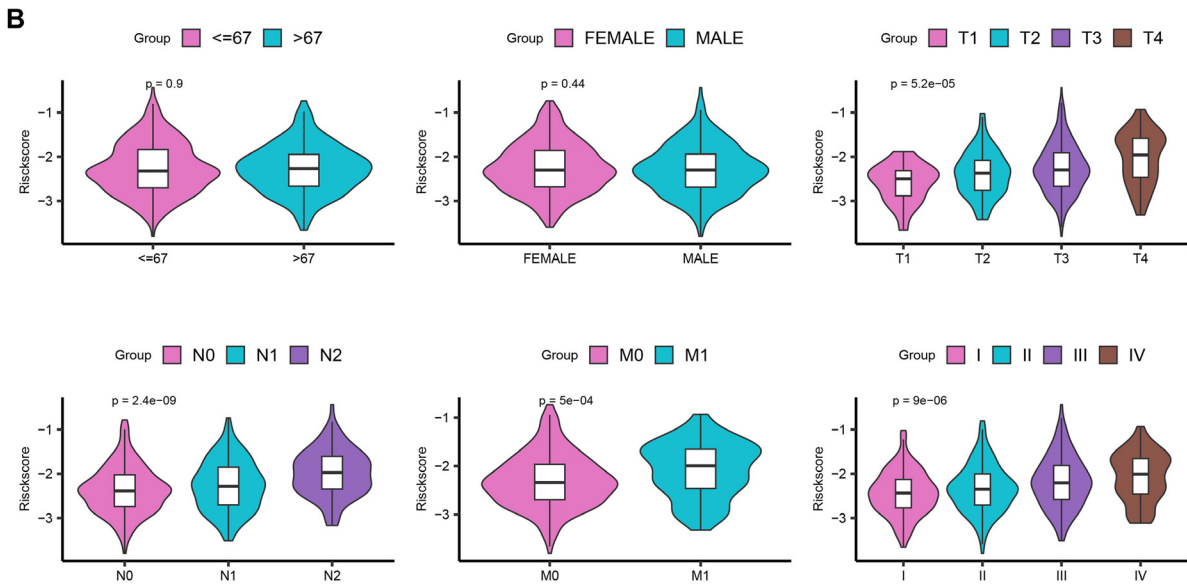 B
Group <=67 >67
p = 0.9
Risckscore
−1
−2
−3
<=67 >67
Group FEMALE MALE
p = 0.44
Risckscore
−1
−2
−3
FEMALE MALE
Group T1 T2 T3 T4
p = 5.2e−05
Risckscore
−1
−2
−3
T1 T2 T3 T4
Group N0 N1 N2
p = 2.4e−09
Risckscore
−1
−2
−3
N0 N1 N2
Group M0 M1
p = 5e−04
Risckscore
−1
−2
−3
M0 M1
Group I II III IV
p = 9e−06
Risckscore
−1
−2
−3
I II III IV